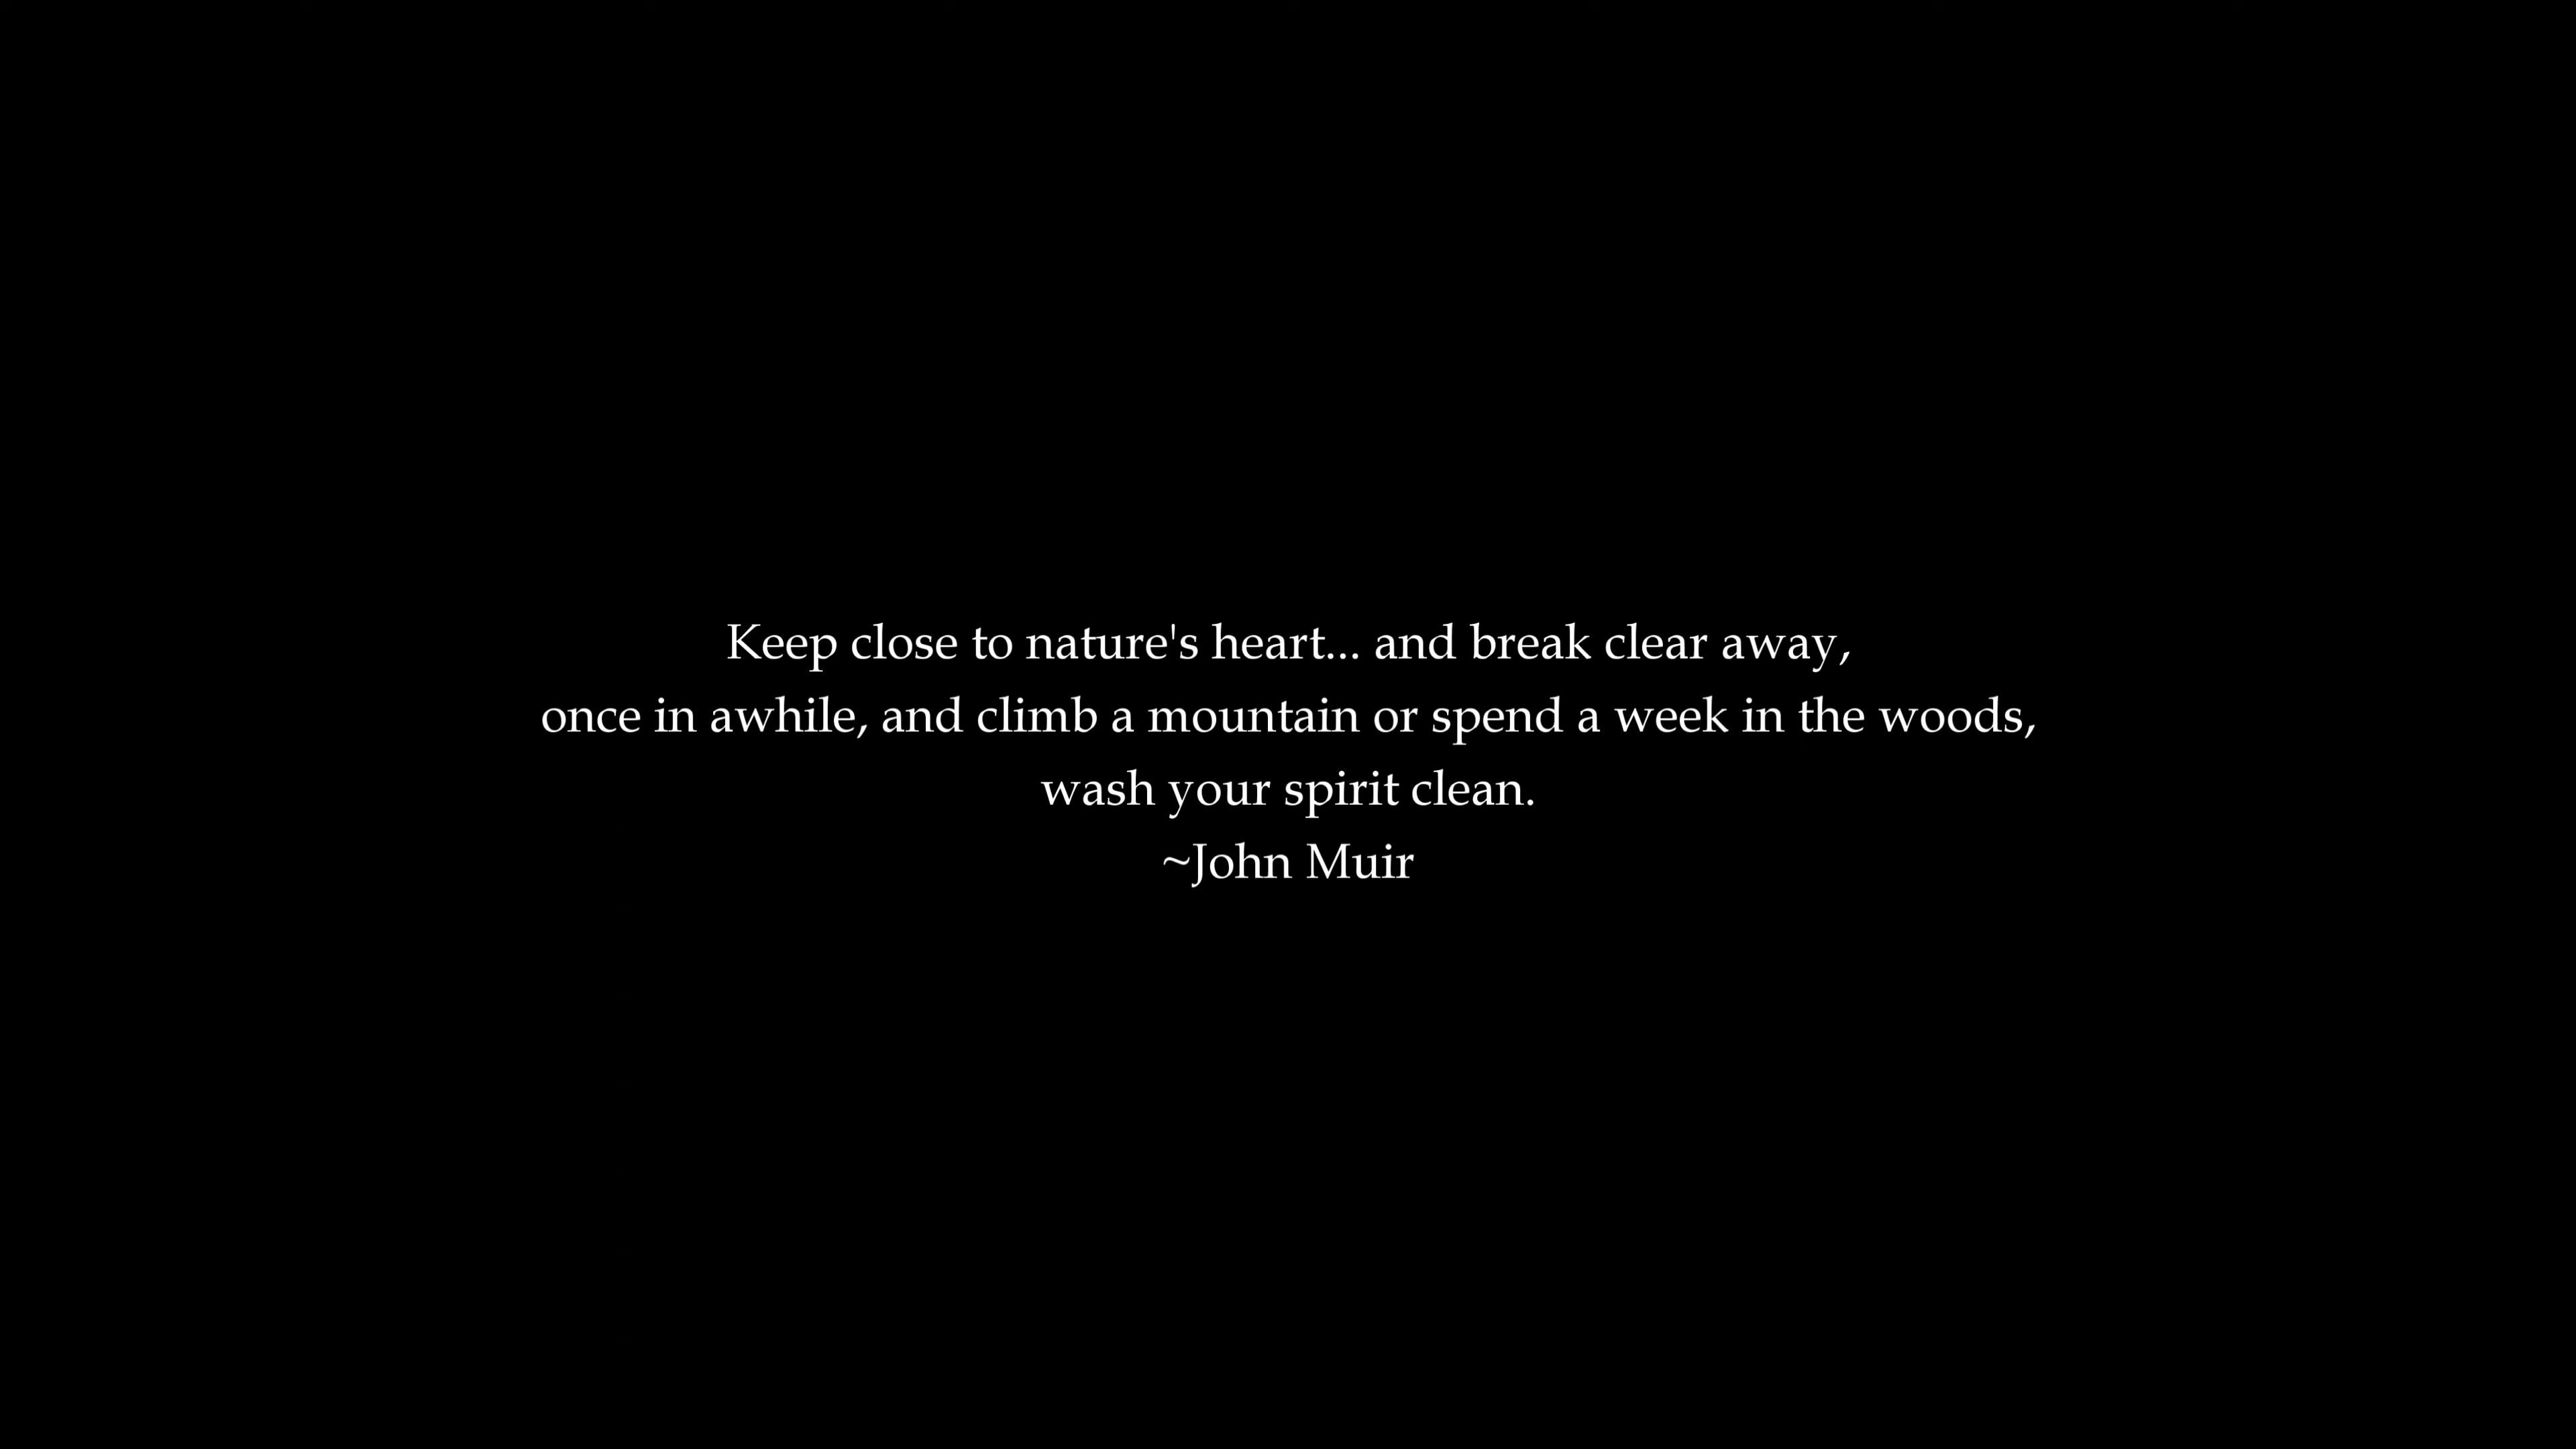 Keep close to nature's heart... and break clear away,
once in awhile, and climb a mountain or spend a week in the woods,
wash your spirit clean.
~John Muir